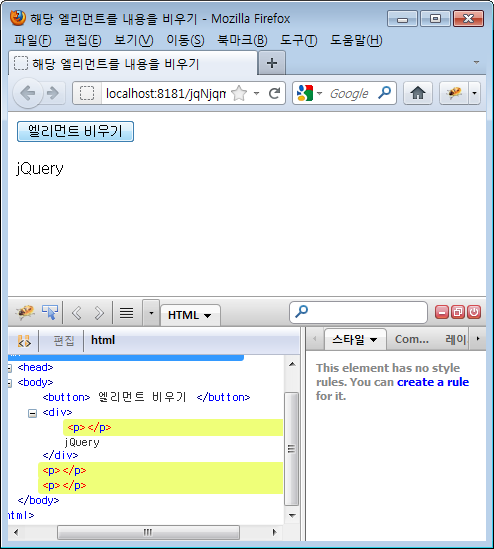 해당 엘리먼트를 내용을 비우기 - Mozilla Firefox
파일(F) 편집(E) 보기(V) 이동(S) 북마크(B) 도구(T) 도움말(H)
해당 엘리먼트를 내용을 비우기
localhost:8181/jqNjqm
Google
엘리먼트 비우기
jQuery
HTML
편집 html
스타일 Com... 레이
<head>
<body>
<button> 엘리먼트 비우기 </button>
<div>
<p></p>
jQuery
</div>
<p></p>
<p></p>
</body>
html>
This element has no style
rules. You can create a rule
for it.